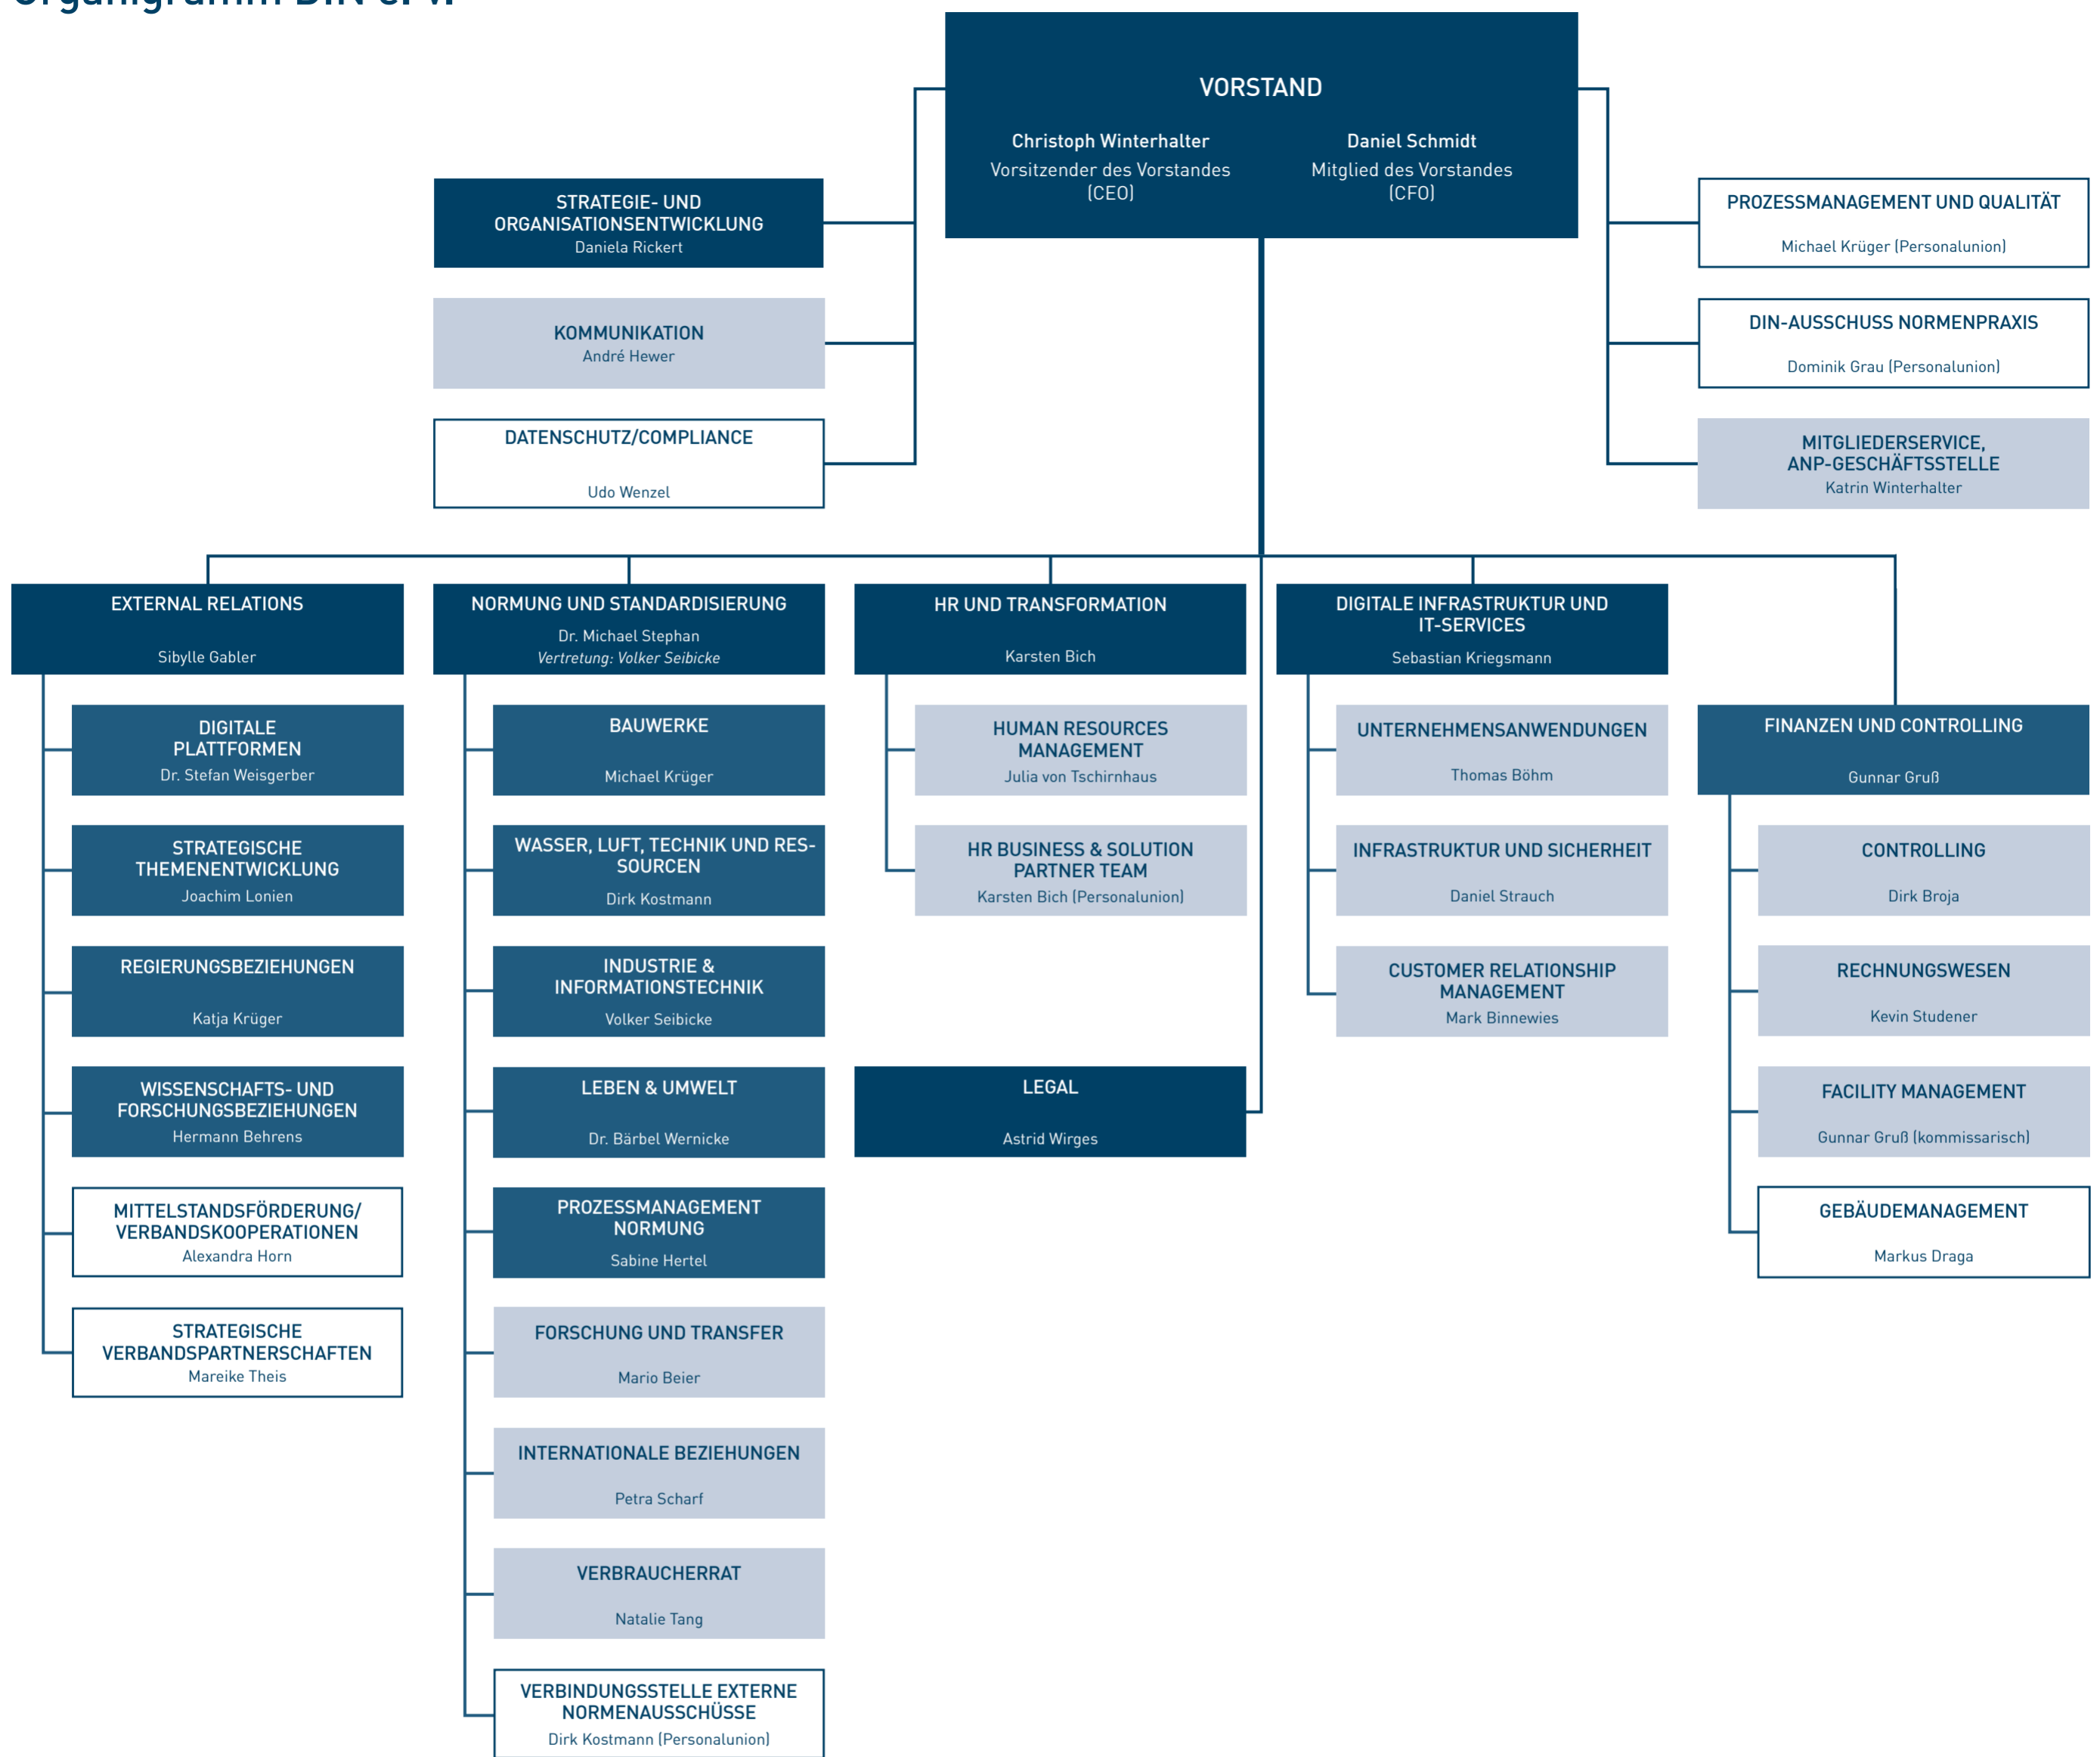 Organigramm DIN e. V.
VORSTAND
Christoph Winterhalter
Vorsitzender des Vorstandes
(CEO)
Daniel Schmidt
Mitglied des Vorstandes
(CFO)
STRATEGIE- UND
ORGANISATIONSENTWICKLUNG
Daniela Rickert
KOMMUNIKATION
André Hewer
DATENSCHUTZ/COMPLIANCE
Udo Wenzel
PROZESSMANAGEMENT UND QUALITÄT
Michael Krüger (Personalunion)
DIN-AUSSCHUSS NORMENPRAXIS
Dominik Grau (Personalunion)
MITGLIEDERSERVICE,
ANP-GESCHÄFTSSTELLE
Katrin Winterhalter
EXTERNAL RELATIONS
Sibylle Gabler
DIGITALE
PLATTFORMEN
Dr. Stefan Weisgerber
STRATEGISCHE
THEMENENTWICKLUNG
Joachim Lonien
REGIERUNGSBEZIEHUNGEN
Katja Krüger
WISSENSCHAFTS- UND
FORSCHUNGSBEZIEHUNGEN
Hermann Behrens
MITTELSTANDSFÖRDERUNG/
VERBANDSKOOPERATIONEN
Alexandra Horn
STRATEGISCHE
VERBANDSPARTNERSCHAFTEN
Mareike Theis
NORMUNG UND STANDARDISIERUNG
Dr. Michael Stephan
Vertretung: Volker Seibicke
BAUWERKE
Michael Krüger
WASSER, LUFT, TECHNIK UND RES-
SOURCEN
Dirk Kostmann
INDUSTRIE &
INFORMATIONSTECHNIK
Volker Seibicke
LEBEN & UMWELT
Dr. Bärbel Wernicke
PROZESSMANAGEMENT
NORMUNG
Sabine Hertel
FORSCHUNG UND TRANSFER
Mario Beier
INTERNATIONALE BEZIEHUNGEN
Petra Scharf
VERBRAUCHERRAT
Natalie Tang
VERBINDUNGSSTELLE EXTERNE
NORMENAUSSCHÜSSE
Dirk Kostmann (Personalunion)
HR UND TRANSFORMATION
Karsten Bich
HUMAN RESOURCES
MANAGEMENT
Julia von Tschirnhaus
HR BUSINESS & SOLUTION
PARTNER TEAM
Karsten Bich (Personalunion)
LEGAL
Astrid Wirges
DIGITALE INFRASTRUKTUR UND
IT-SERVICES
Sebastian Kriegsmann
UNTERNEHMENSANWENDUNGEN
Thomas Böhm
INFRASTRUKTUR UND SICHERHEIT
Daniel Strauch
CUSTOMER RELATIONSHIP
MANAGEMENT
Mark Binnewies
FINANZEN UND CONTROLLING
Gunnar Gruß
CONTROLLING
Dirk Broja
RECHNUNGSWESEN
Kevin Studener
FACILITY MANAGEMENT
Gunnar Gruß (kommissarisch)
GEBÄUDEMANAGEMENT
Markus Draga